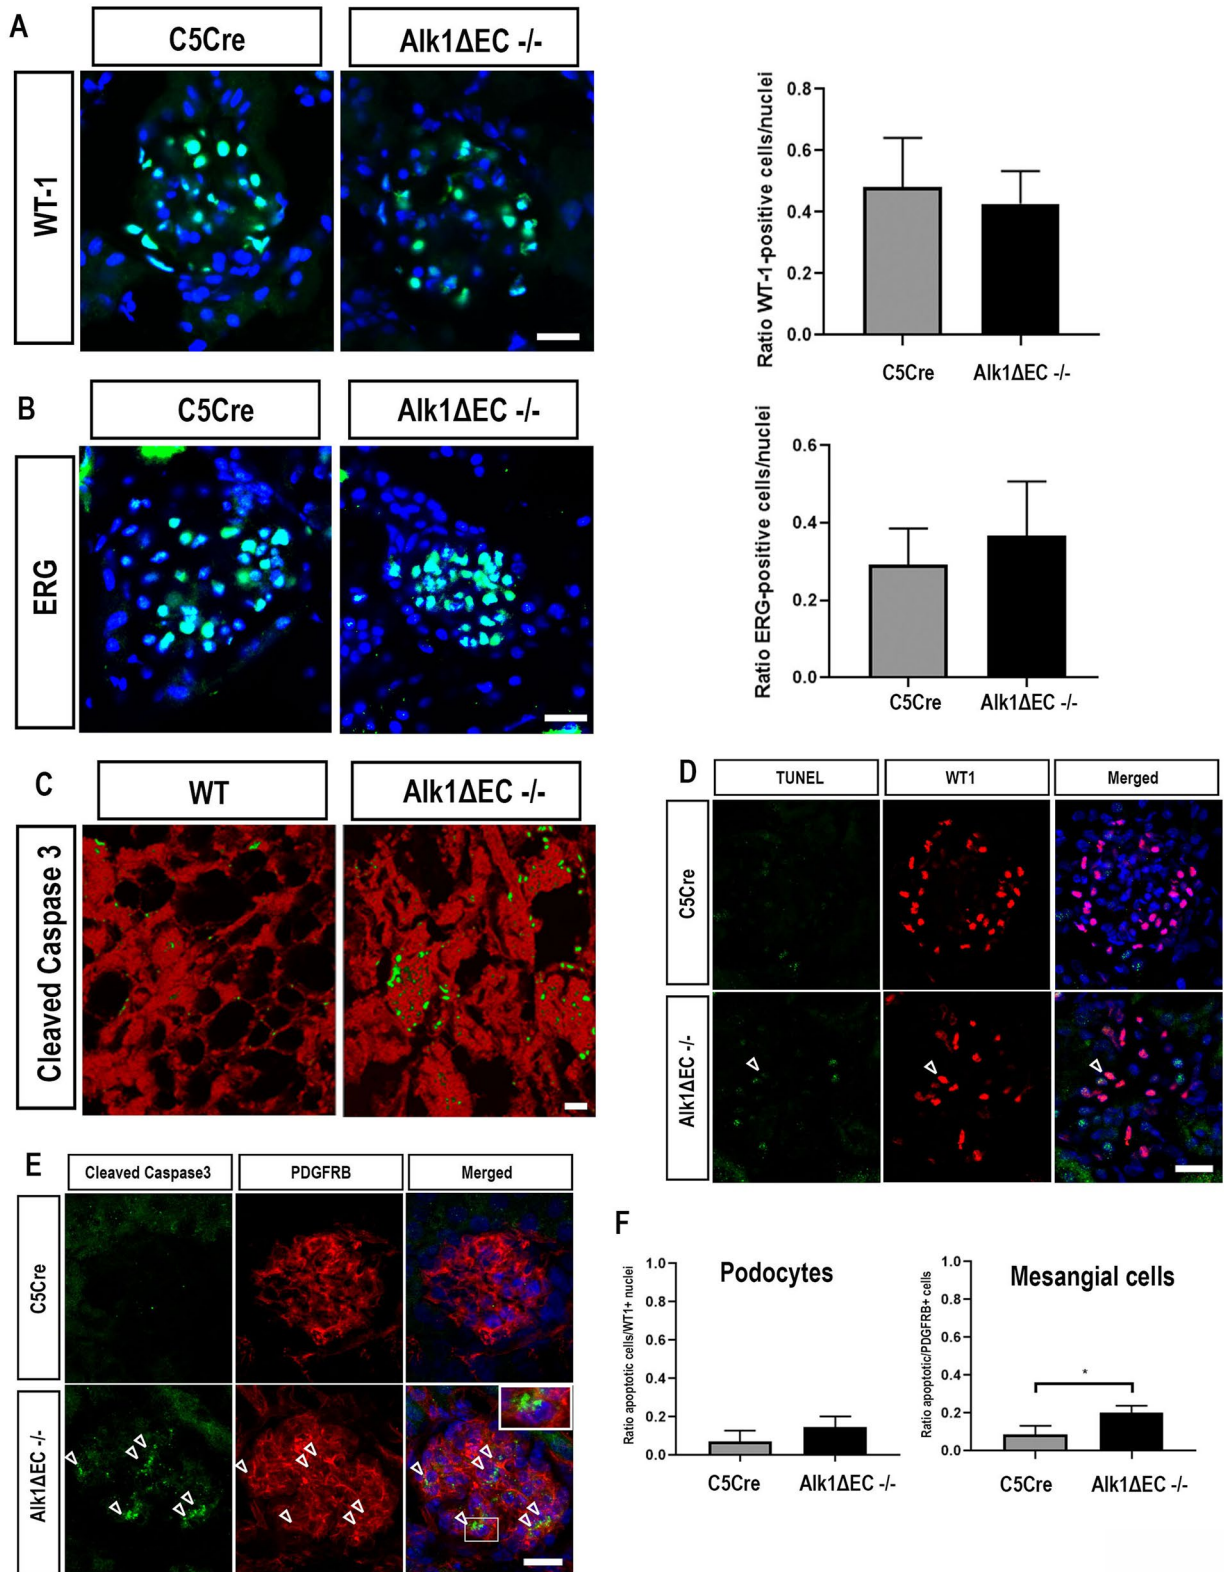 A
C5Cre
Alk1ΔEC -/-
WT-1
Ratio WT-1-positive cells/nuclei
0.8
0.6
0.4
0.2
0.0
C5Cre
Alk1ΔEC -/-
B
C5Cre
Alk1ΔEC -/-
ERG
Ratio ERG-positive cells/nuclei
0.6
0.4
0.2
0.0
C5Cre
Alk1ΔEC -/-
C
WT
Alk1ΔEC -/-
Cleaved Caspase 3
D
TUNEL
WT1
Merged
C5Cre
Alk1ΔEC -/-
E
Cleaved Caspase3
PDGFRB
Merged
C5Cre
Alk1ΔEC -/-
F
Podocytes
Ratio apoptotic cells/WT1+ nuclei
1.0
0.8
0.6
0.4
0.2
0.0
C5Cre
Alk1ΔEC -/-
Mesangial cells
Ratio apoptotic/PDGFRB+ cells
1.0
0.8
0.6
0.4
0.2
0.0
*
C5Cre
Alk1ΔEC -/-